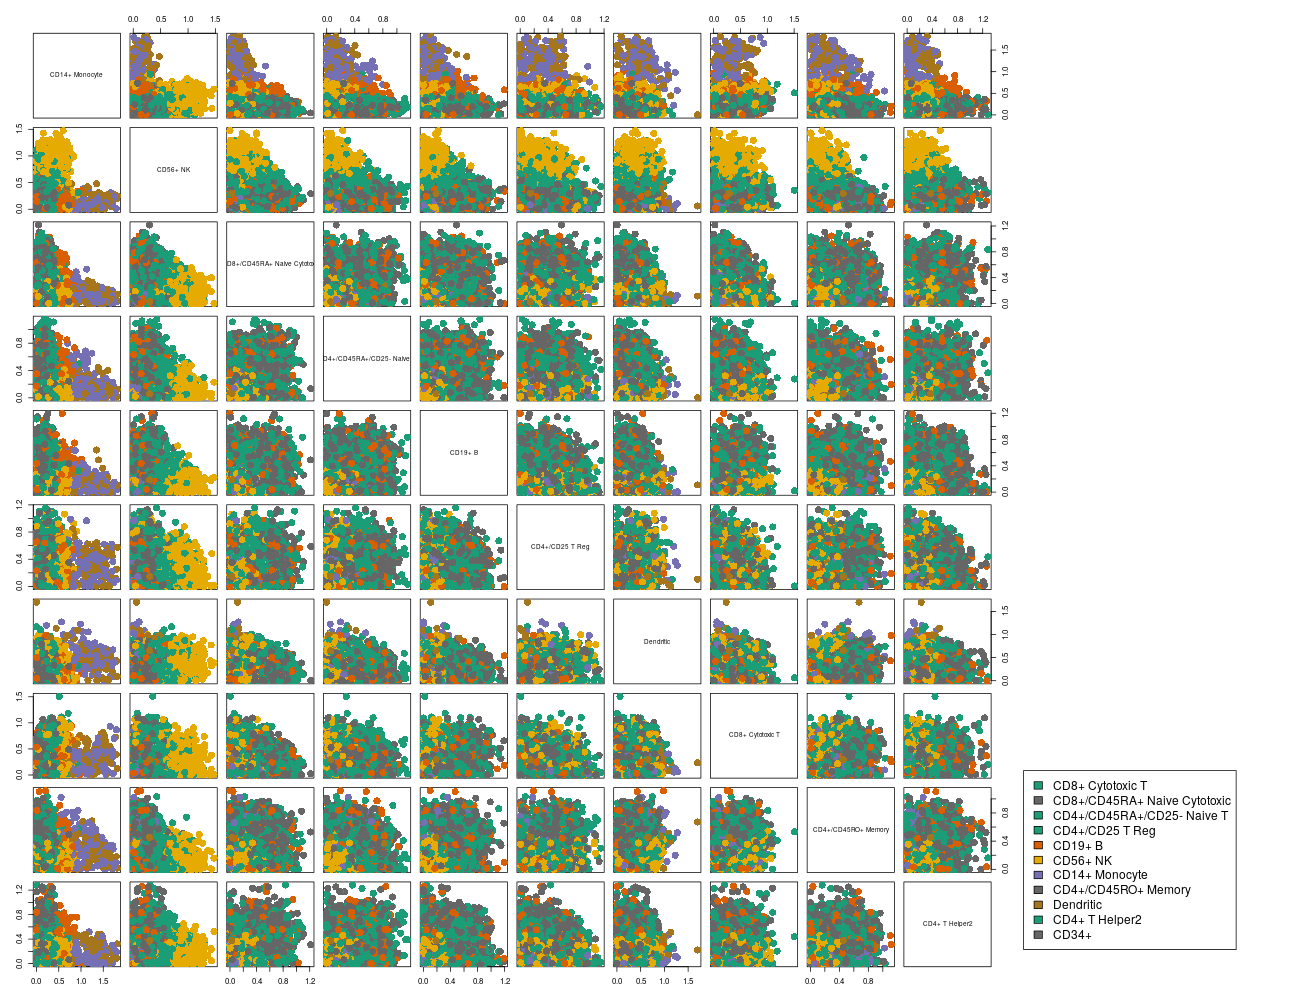 0.0 0.5 1.0 1.5 0.0 0.4 0.8 0.0 0.4 0.8 1.2 0.0 0.5 1.0 1.5 0.0 0.4 0.8 1.2
CD14+ Monocyte
0.0 0.5 1.0 1.5
CD56+ NK
0.0 0.5 1.0 1.5
D8+/CD45RA+ Naive Cytoto
0.0 0.4 0.8 1.2
D4+/CD45RA+/CD25- Naive
0.0 0.4 0.8
CD19+ B
0.0 0.4 0.8 1.2
CD4+/CD25 T Reg
0.0 0.4 0.8 1.2
Dendritic
0.0 0.5 1.0 1.5
CD8+ Cytotoxic T
0.0 0.5 1.0 1.5
CD4+/CD45RO+ Memory
0.0 0.4 0.8
CD4+ T Helper2
0.0 0.4 0.8 1.2
0.0 0.5 1.0 1.5 0.0 0.4 0.8 1.2 0.0 0.4 0.8 1.2 0.0 0.5 1.0 1.5 0.0 0.4 0.8
CD8+ Cytotoxic T
CD8+/CD45RA+ Naive Cytotoxic
CD4+/CD45RA+/CD25- Naive T
CD4+/CD25 T Reg
CD19+ B
CD56+ NK
CD14+ Monocyte
CD4+/CD45RO+ Memory
Dendritic
CD4+ T Helper2
CD34+